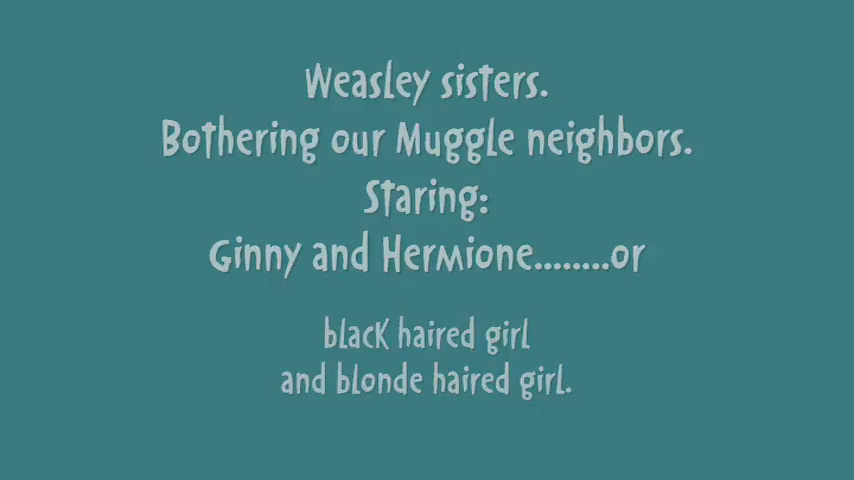 Weasley sisters.
Bothering our Muggle neighbors.
Staring:
Ginny and Hermione........or
black haired girl
and blonde haired girl.